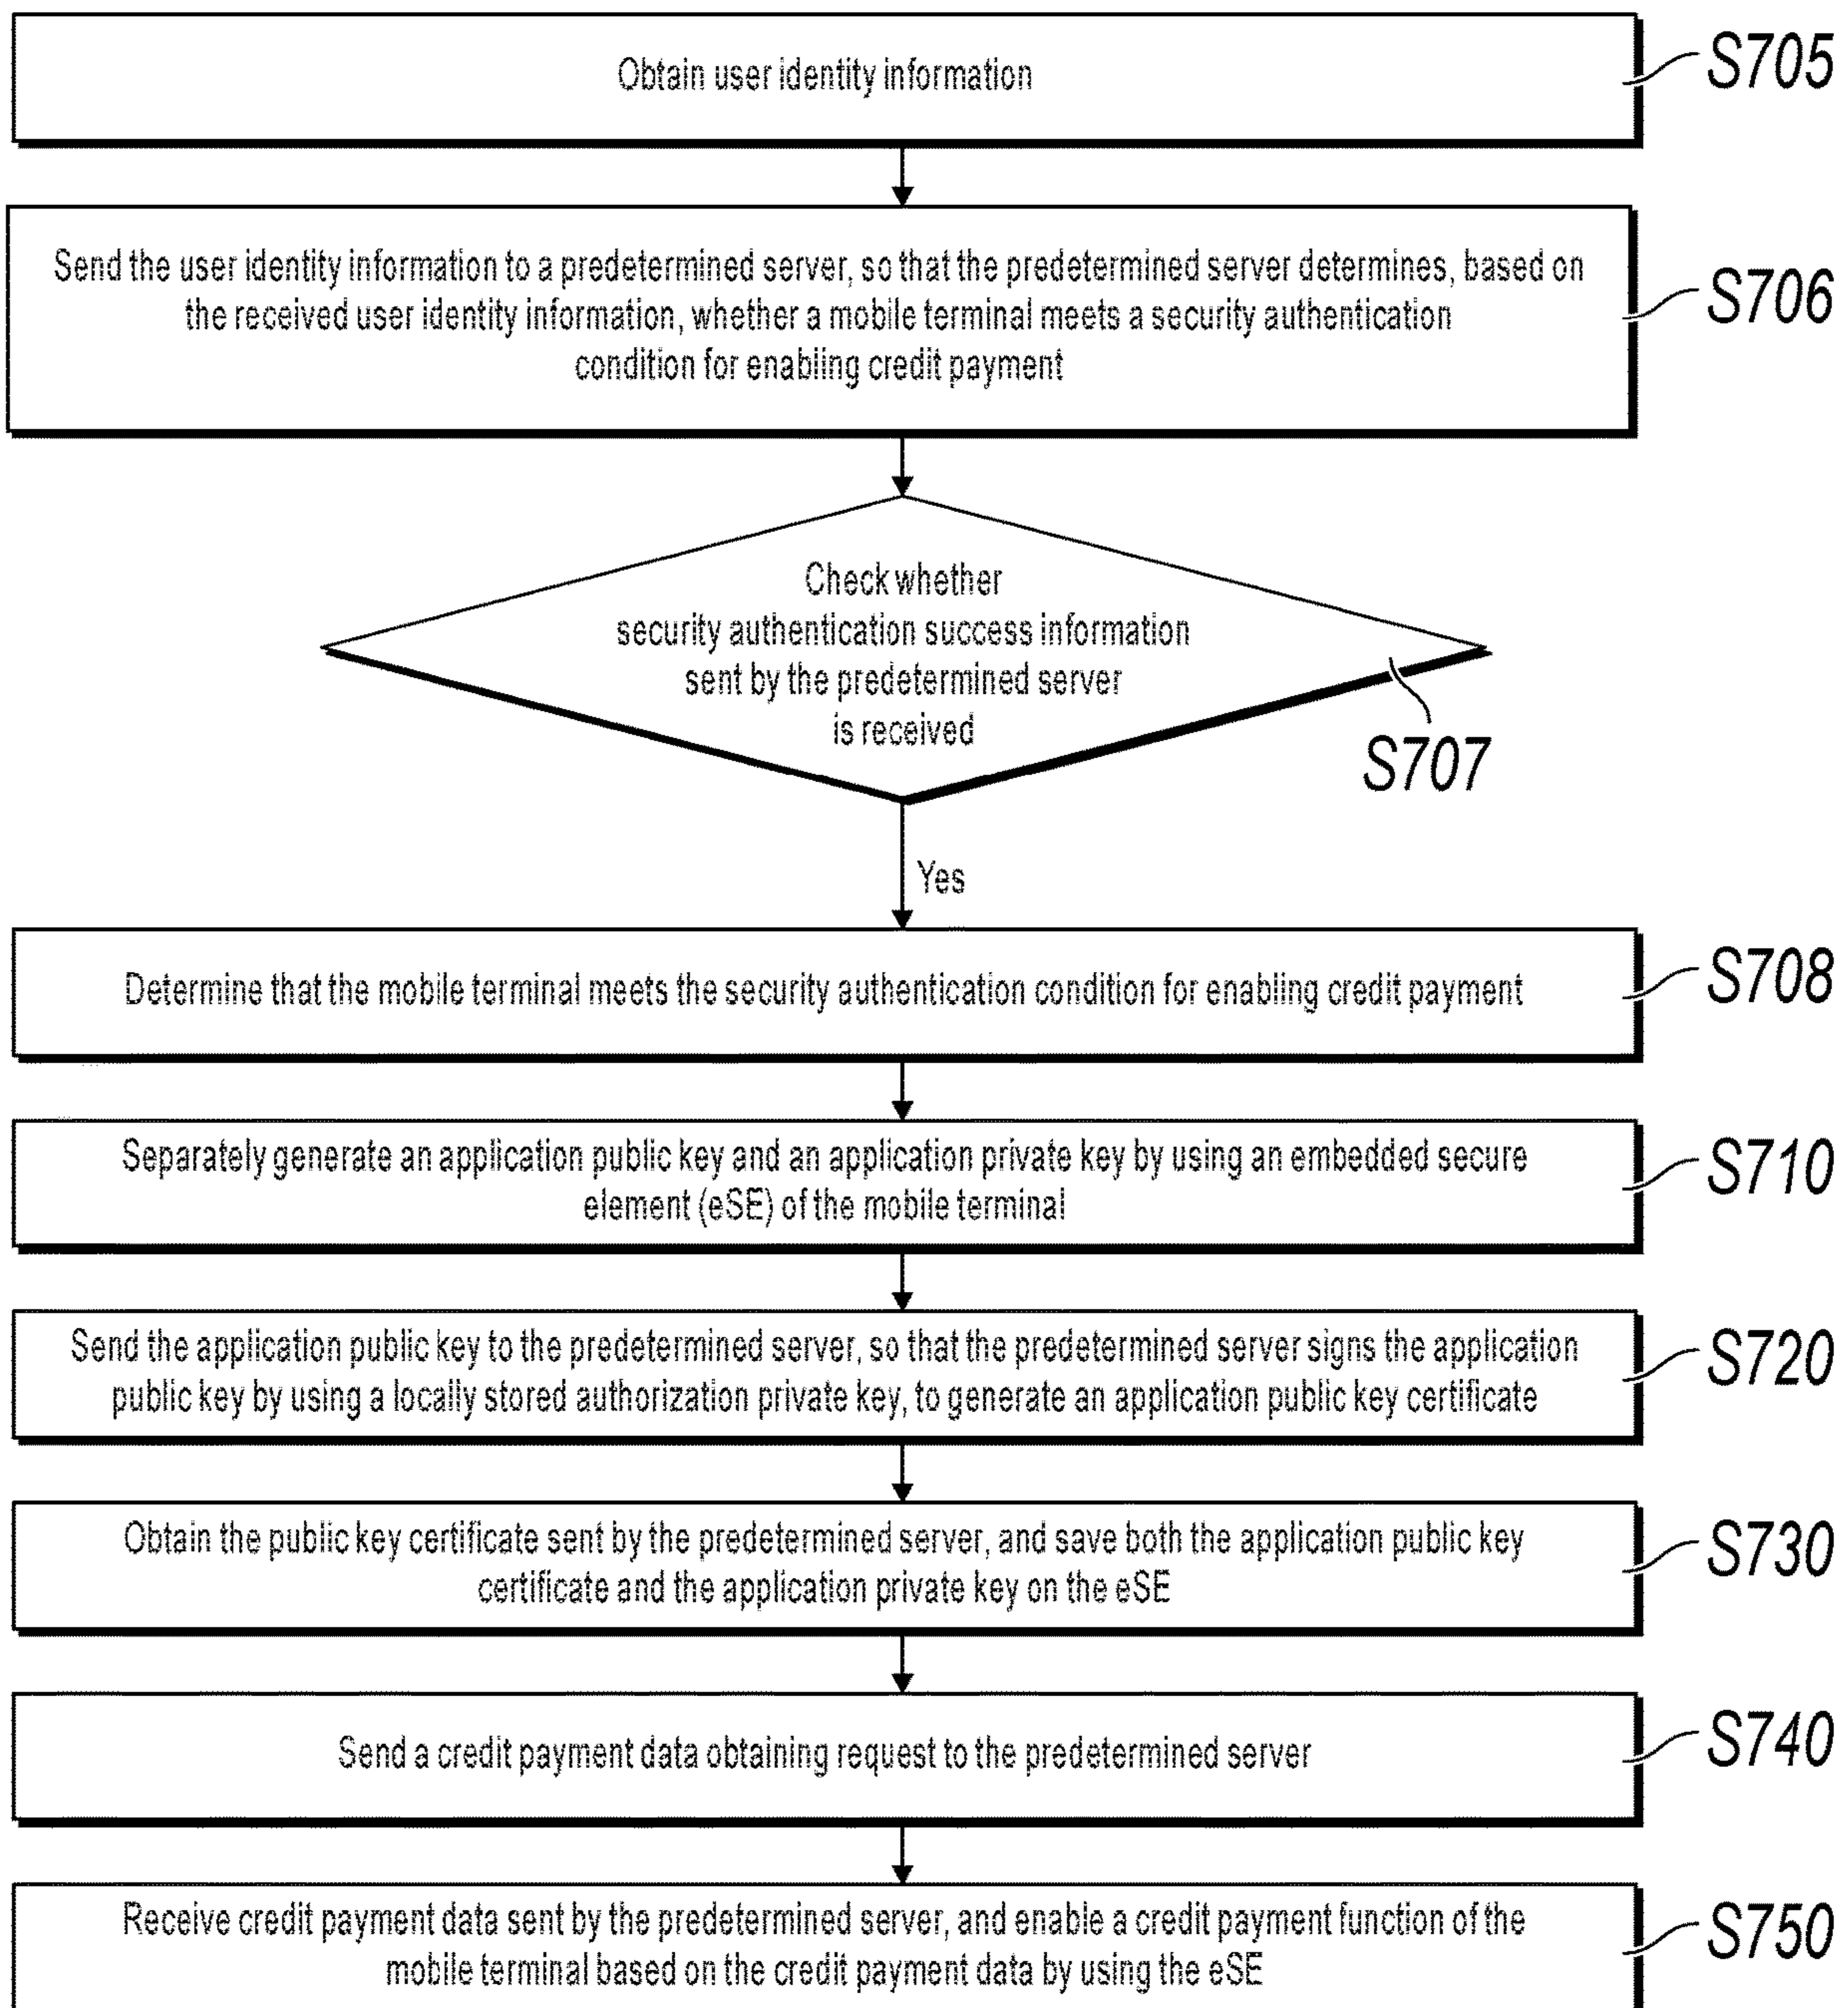 Obtain user identity information
S705
Send the user identity information to a predetermined server, so that the predetermined server determines, based on
the received user identity information, whether a mobile terminal meets a security authentication
condition for enabling credit payment
S706
Check whether
security authentication success information
sent by the predetermined server
is received
S707
Yes
Determine that the mobile terminal meets the security authentication condition for enabling credit payment
S708
Separately generate an application public key and an application private key by using an embedded secure
element (eSE) of the mobile terminal
S710
Send the application public key to the predetermined server, so that the predetermined server signs the application
public key by using a locally stored authorization private key, to generate an application public key certificate
S720
Obtain the public key certificate sent by the predetermined server, and save both the application public key
certificate and the application private key on the eSE
S730
Send a credit payment data obtaining request to the predetermined server
S740
Receive credit payment data sent by the predetermined server, and enable a credit payment function of the
mobile terminal based on the credit payment data by using the eSE
S750